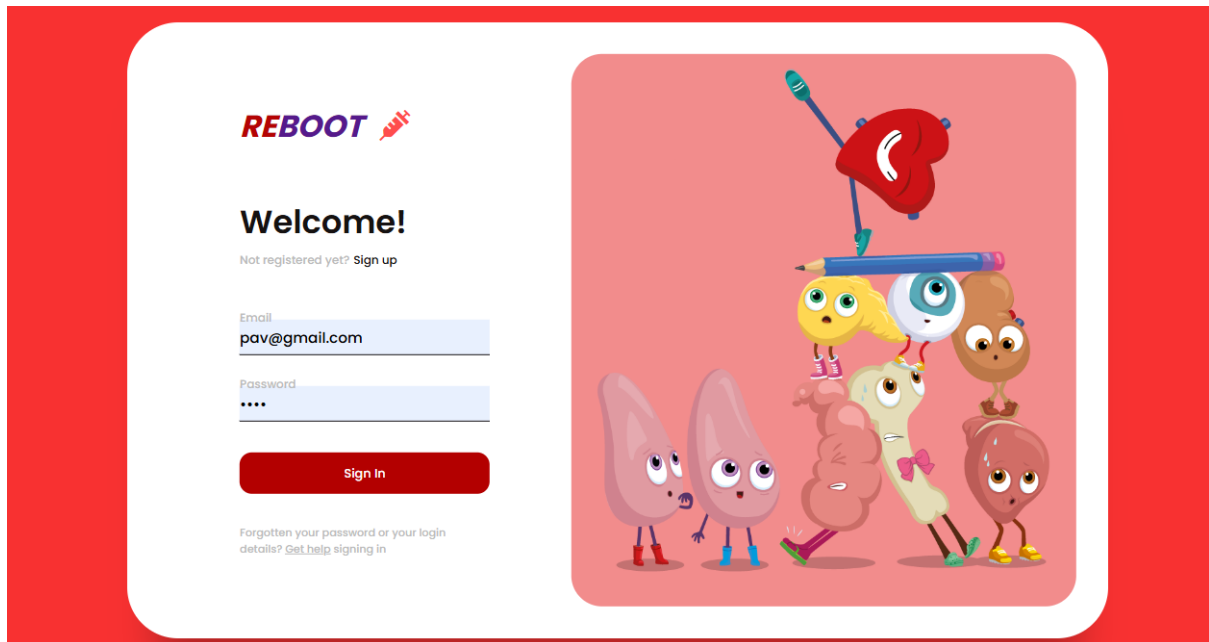 REBOOT
Welcome!
Not registered yet? Sign up
Email
pav@gmail.com
Password
••••
Sign In
Forgotten your password or your login
details? Get help signing in